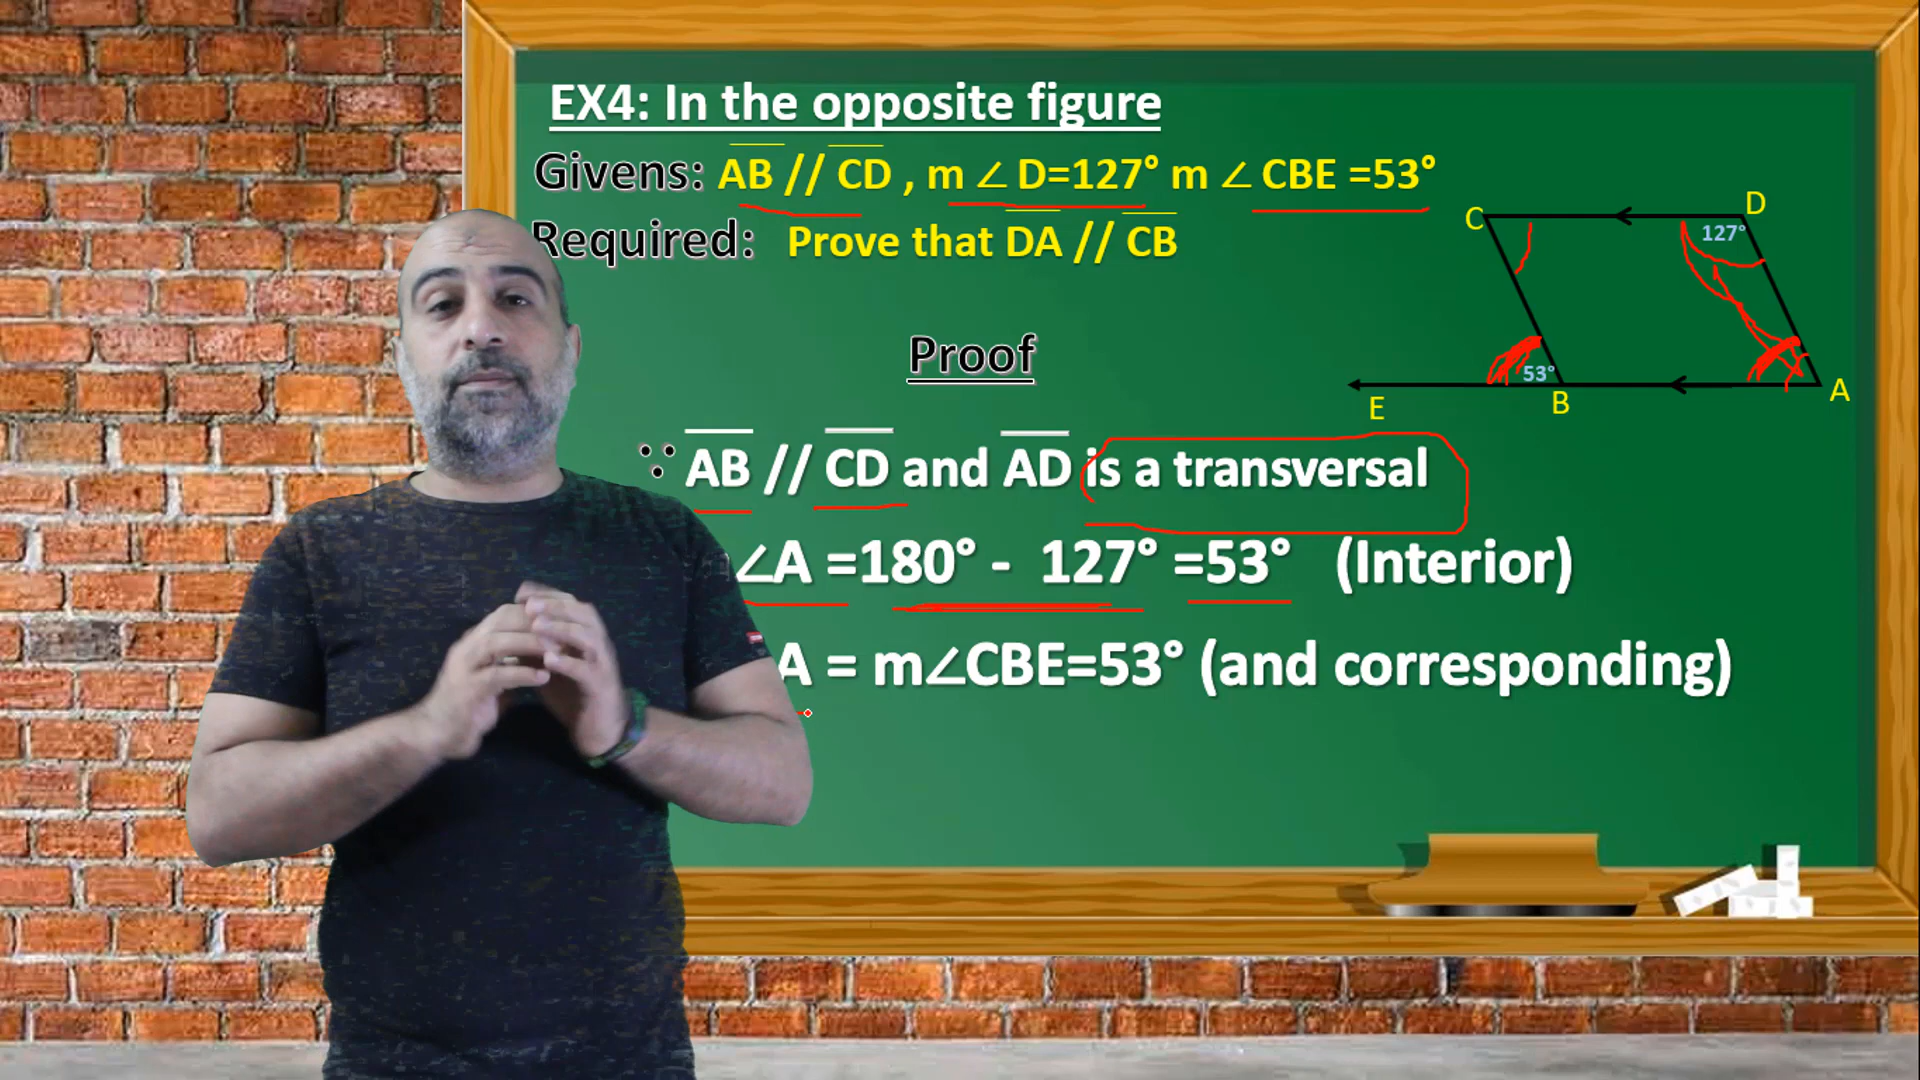 EX4: In the opposite figure
Givens: AB // CD , m ∠ D=127° m ∠ CBE =53°
Required: Prove that DA // CB
C
D
127°
53°
E
B
A
Proof
∵ AB // CD and AD is a transversal
∠A =180° - 127° =53° (Interior)
A = m∠CBE=53° (and corresponding)